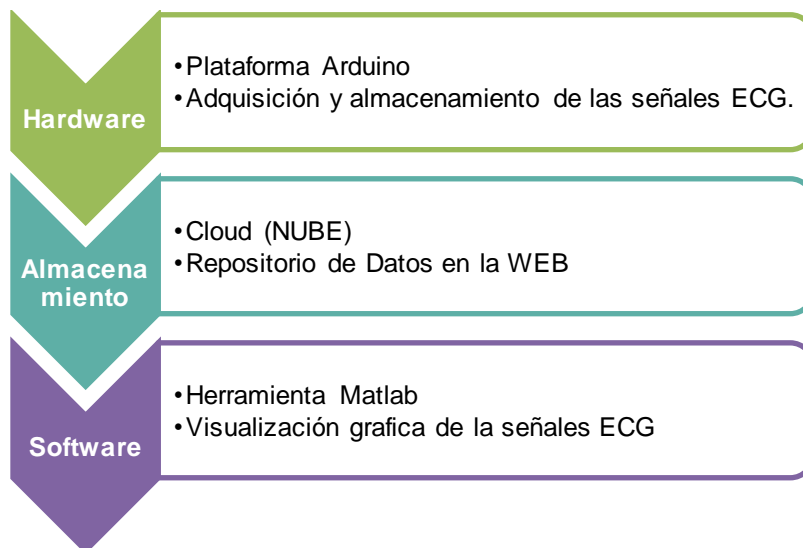 Hardware
•Plataforma Arduino
•Adquisición y almacenamiento de las señales ECG.
Almacena
miento
•Cloud (NUBE)
•Repositorio de Datos en la WEB
Software
•Herramienta Matlab
•Visualización grafica de la señales ECG